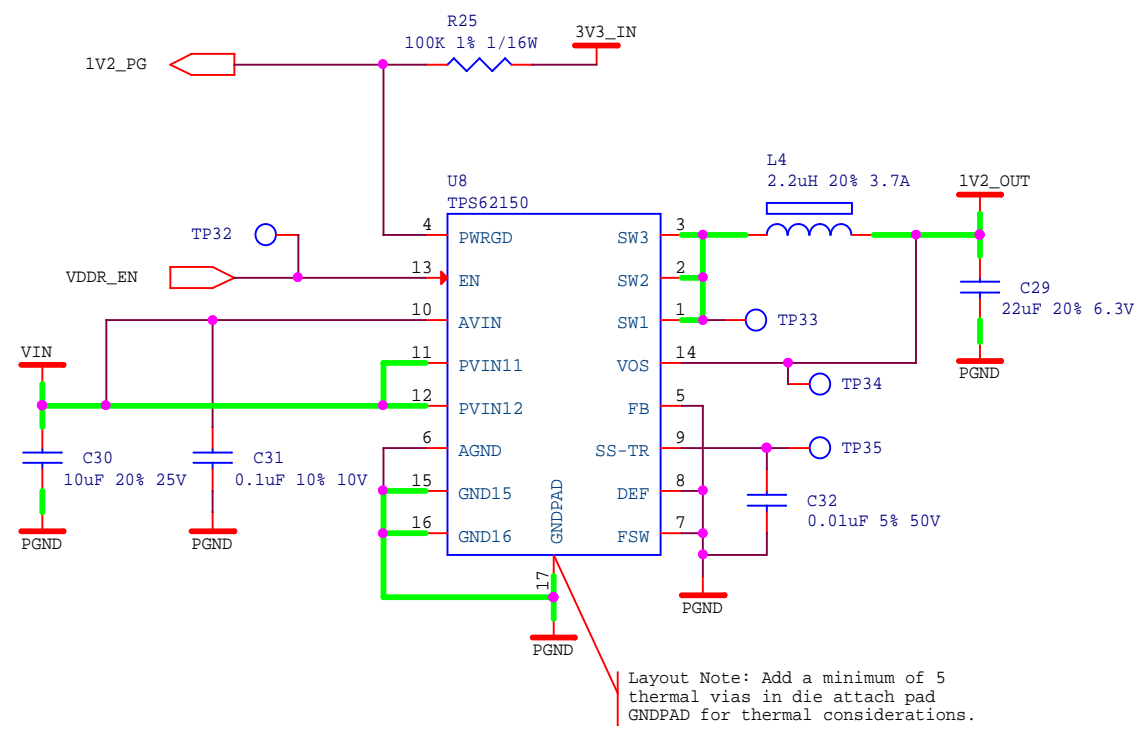 R25
100K 1% 1/16W
3V3_IN
1V2_PG
L4
2.2uH 20% 3.7A
1V2_OUT
U8
TPS62150
TP32
4
PWRGD
SW3
3
VDDR_EN
13
EN
SW2
2
C29
22uF 20% 6.3V
10
AVIN
SW1
1
TP33
VIN
11
PVIN11
VOS
14
PGND
TP34
12
PVIN12
FB
5
6
AGND
SS-TR
9
TP35
C30
10uF 20% 25V
C31
0.1uF 10% 10V
15
GND15
DEF
8
C32
0.01uF 5% 50V
16
GND16
GNDPAD
FSW
7
PGND
PGND
17
PGND
PGND
Layout Note: Add a minimum of 5
thermal vias in die attach pad
GNDPAD for thermal considerations.